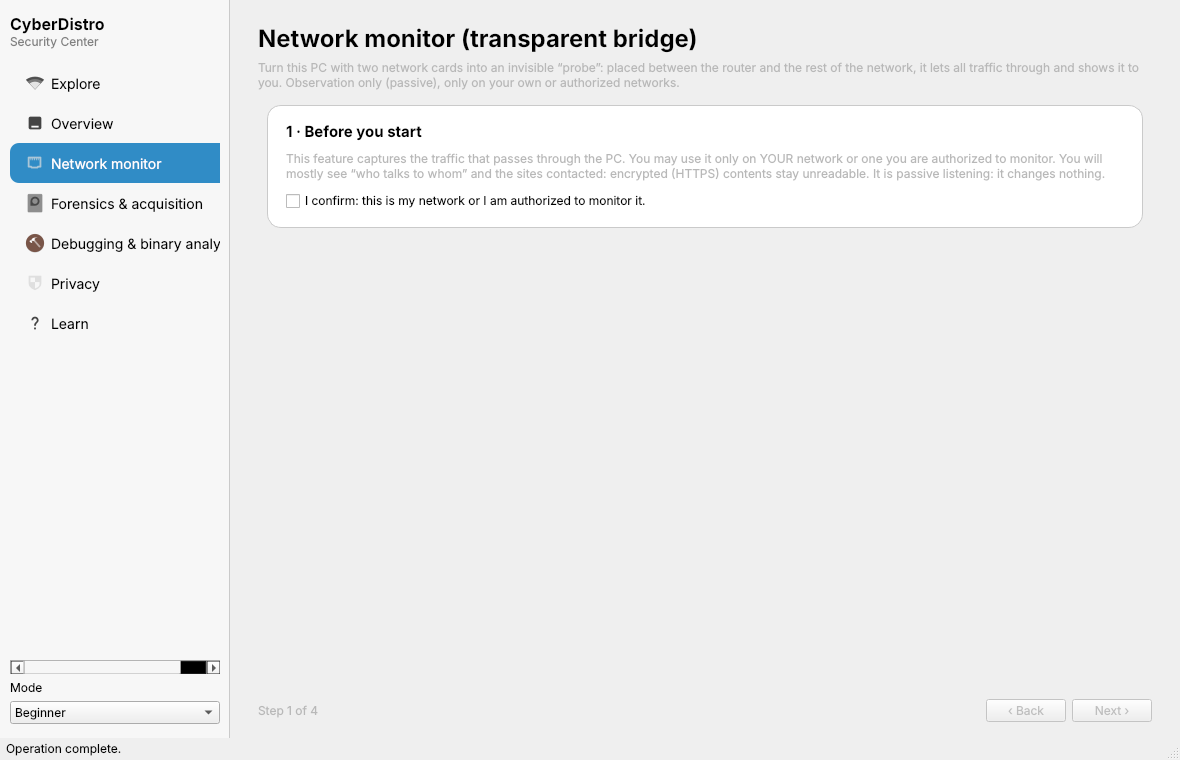 CyberDistro
Security Center
Explore
Overview
Network monitor
Forensics & acquisition
Debugging & binary analy
Privacy
? Learn
Mode
Beginner
Operation complete.
Network monitor (transparent bridge)
Turn this PC with two network cards into an invisible “probe”: placed between the router and the rest of the network, it lets all traffic through and shows it to
you. Observation only (passive), only on your own or authorized networks.
1 · Before you start
This feature captures the traffic that passes through the PC. You may use it only on YOUR network or one you are authorized to monitor. You will
mostly see “who talks to whom” and the sites contacted: encrypted (HTTPS) contents stay unreadable. It is passive listening: it changes nothing.
I confirm: this is my network or I am authorized to monitor it.
Step 1 of 4
‹ Back
Next ›